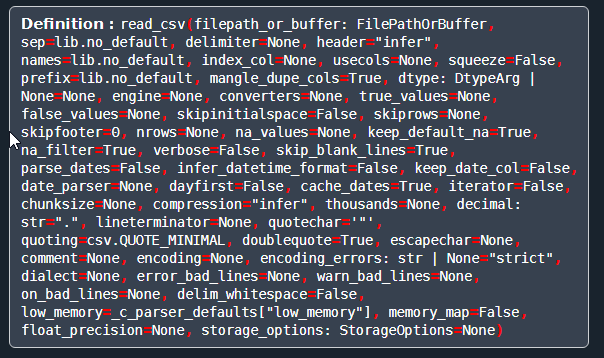 Definition : read_csv(filepath_or_buffer: FilePathOrBuffer,
sep=lib.no_default, delimiter=None, header="infer",
names=lib.no_default, index_col=None, usecols=None, squeeze=False,
prefix=lib.no_default, mangle_dupe_cols=True, dtype: DtypeArg |
None=None, engine=None, converters=None, true_values=None,
false_values=None, skipinitialspace=False, skiprows=None,
skipfooter=0, nrows=None, na_values=None, keep_default_na=True,
na_filter=True, verbose=False, skip_blank_lines=True,
parse_dates=False, infer_datetime_format=False, keep_date_col=False,
date_parser=None, dayfirst=False, cache_dates=True, iterator=False,
chunksize=None, compression="infer", thousands=None, decimal:
str=".", lineterminator=None, quotechar='"',
quoting=csv.QUOTE_MINIMAL, doublequote=True, escapechar=None,
comment=None, encoding=None, encoding_errors: str | None="strict",
dialect=None, error_bad_lines=None, warn_bad_lines=None,
on_bad_lines=None, delim_whitespace=False,
low_memory=_c_parser_defaults["low_memory"], memory_map=False,
float_precision=None, storage_options: StorageOptions=None)